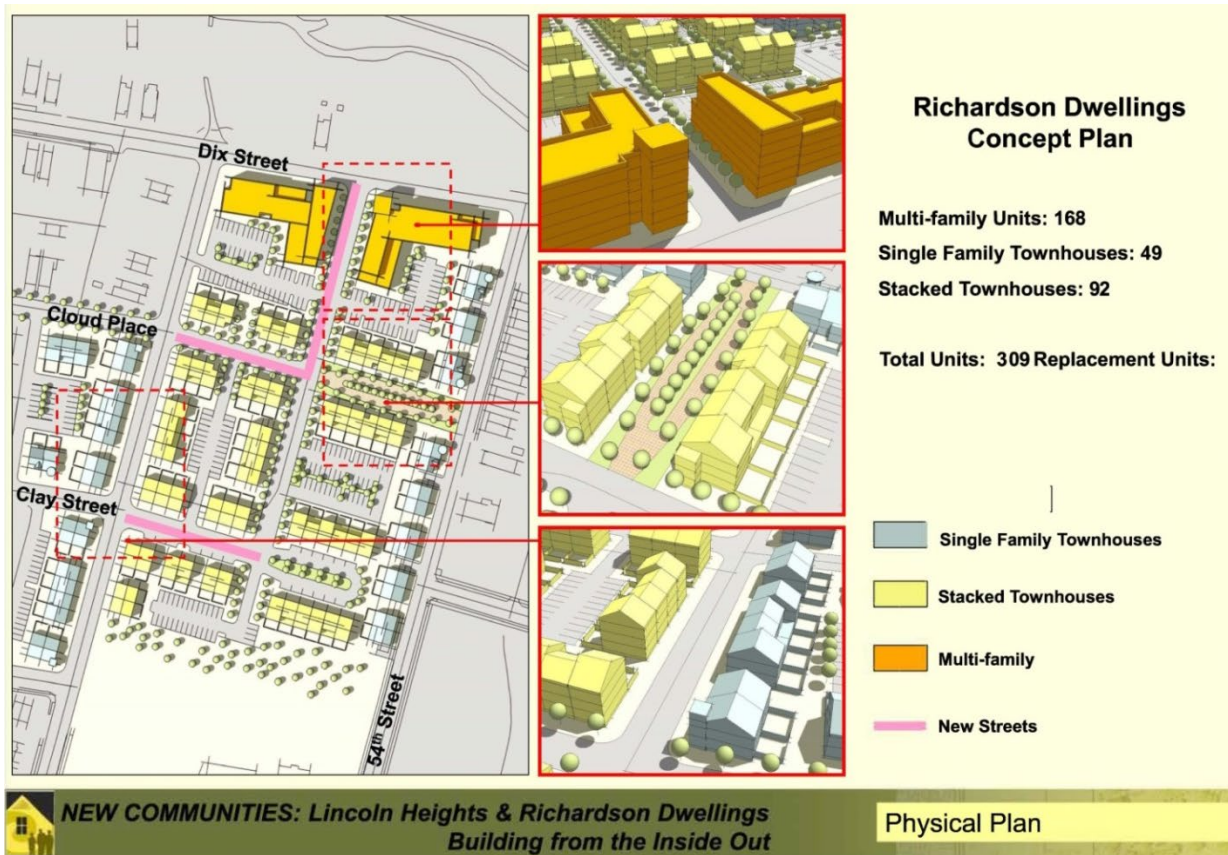 Dix Street
Cloud Place
Clay Street
54th Street
Richardson Dwellings
Concept Plan
Multi-family Units: 168
Single Family Townhouses: 49
Stacked Townhouses: 92
Total Units: 309 Replacement Units:
]
Single Family Townhouses
Stacked Townhouses
Multi-family
New Streets
NEW COMMUNITIES: Lincoln Heights & Richardson Dwellings
Building from the Inside Out
Physical Plan